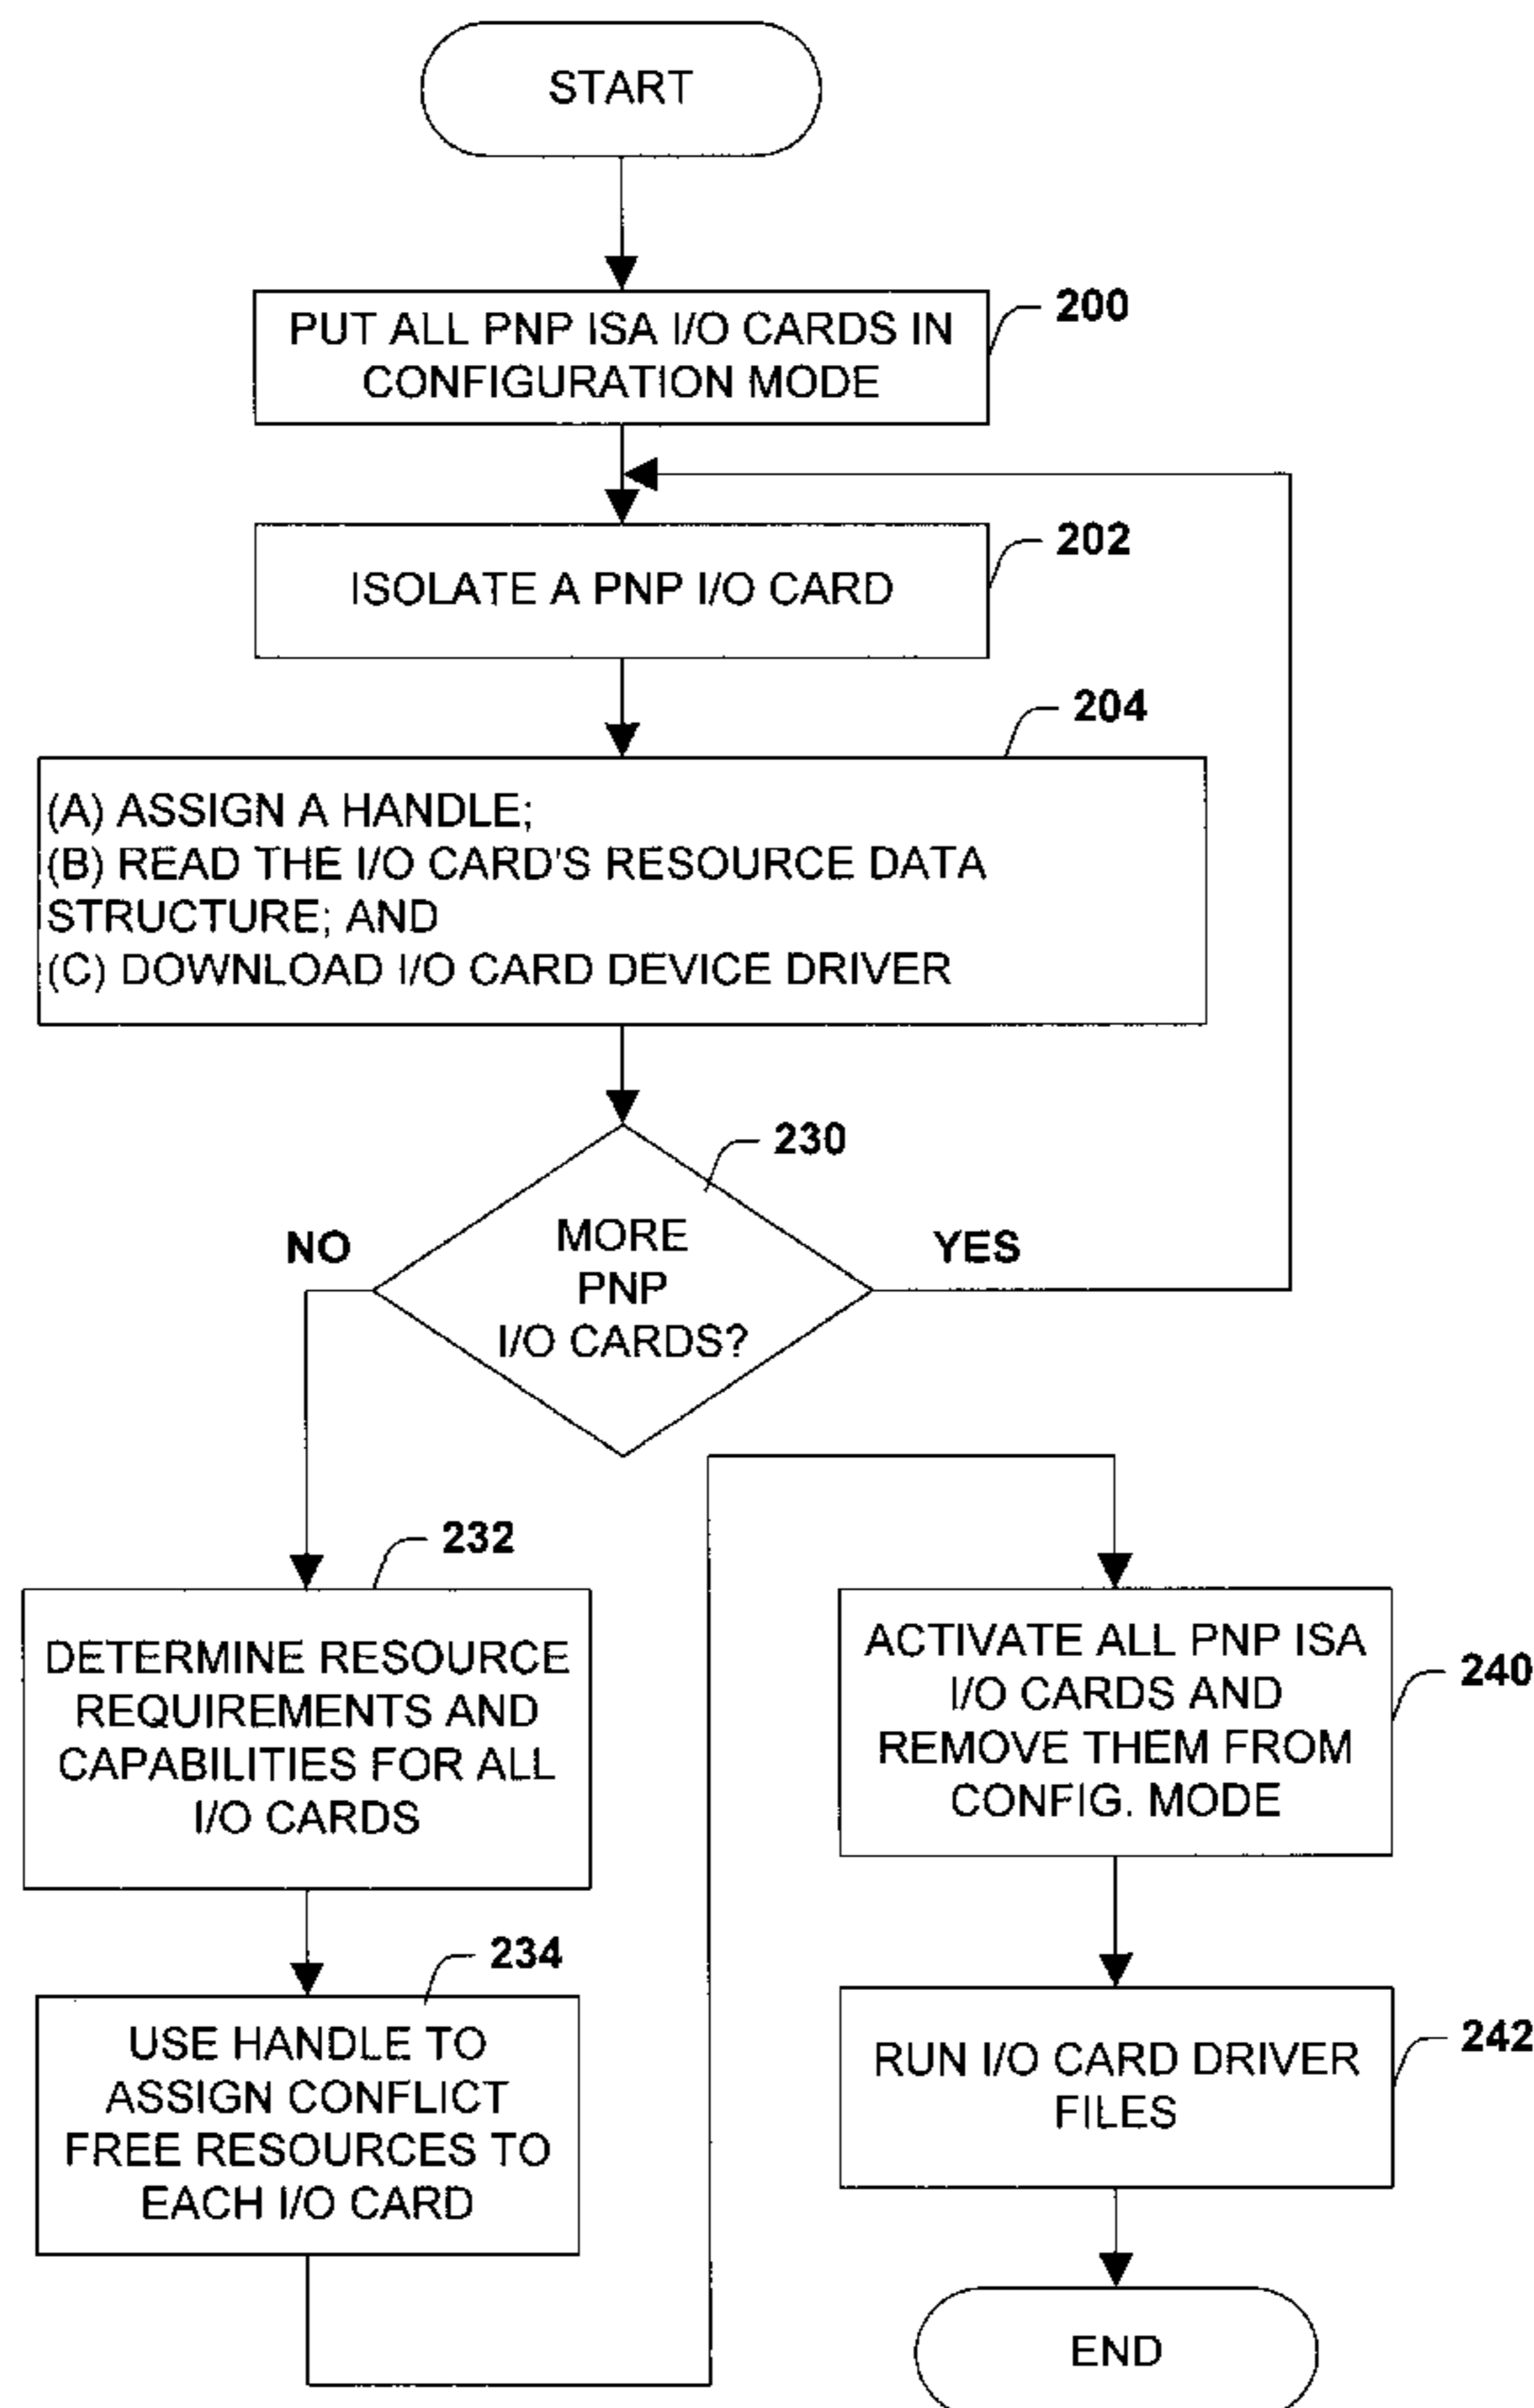 START
PUT ALL PNP ISA I/O CARDS IN
CONFIGURATION MODE
200
ISOLATE A PNP I/O CARD
202
204
(A) ASSIGN A HANDLE;
(B) READ THE I/O CARD'S RESOURCE DATA
STRUCTURE; AND
(C) DOWNLOAD I/O CARD DEVICE DRIVER
230
MORE
PNP
I/O CARDS?
NO
YES
232
DETERMINE RESOURCE
REQUIREMENTS AND
CAPABILITIES FOR ALL
I/O CARDS
234
USE HANDLE TO
ASSIGN CONFLICT
FREE RESOURCES TO
EACH I/O CARD
ACTIVATE ALL PNP ISA
I/O CARDS AND
REMOVE THEM FROM
CONFIG. MODE
240
RUN I/O CARD DRIVER
FILES
242
END